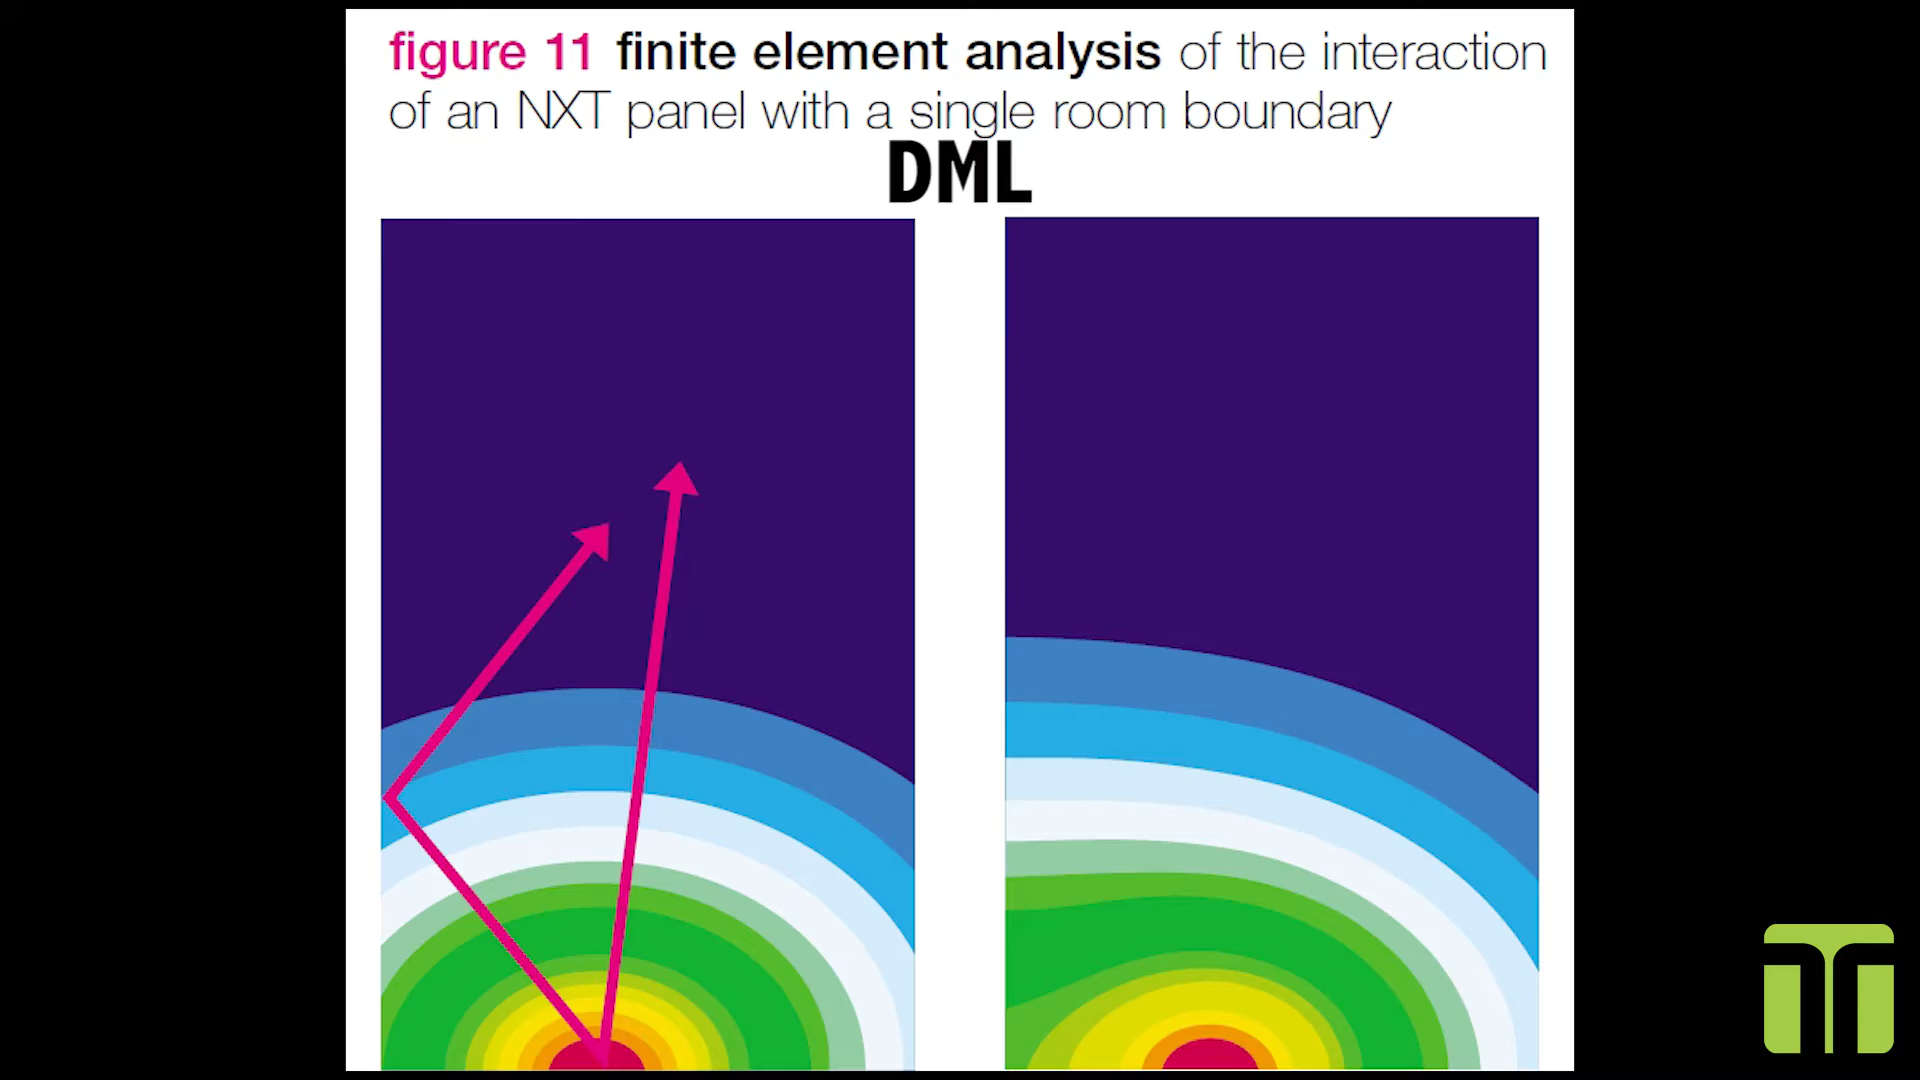 figure 11 finite element analysis of the interaction
of an NXT panel with a single room boundary
DML